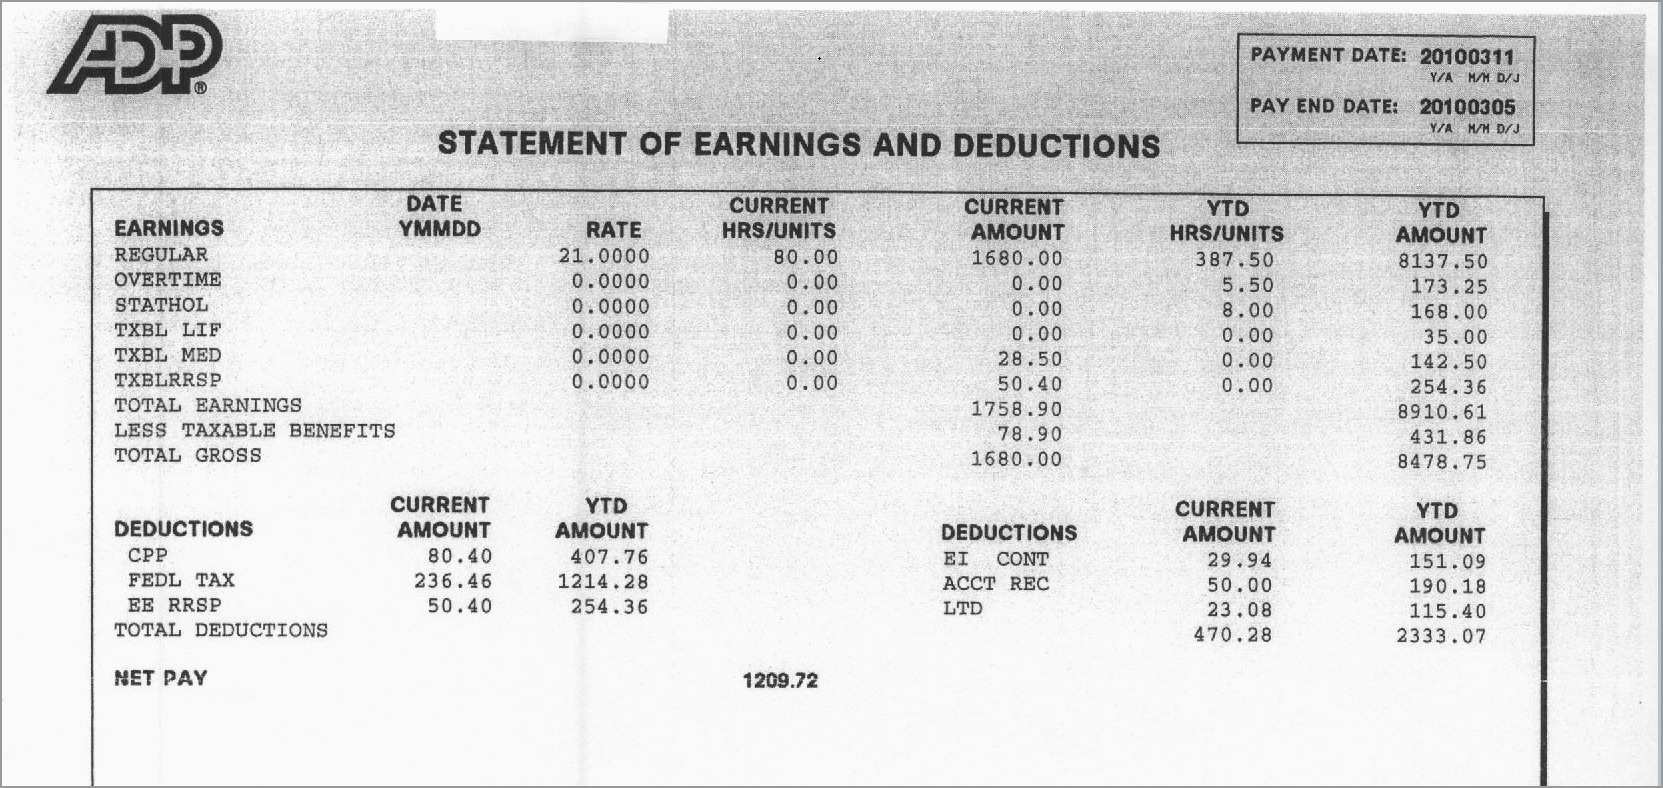 ADP®
PAYMENT DATE: 20100311
Y/A M/M D/J
PAY END DATE: 20100305
Y/A M/M D/J
STATEMENT OF EARNINGS AND DEDUCTIONS
DATE CURRENT CURRENT YTD YTD
EARNINGS YMMDD RATE HRS/UNITS AMOUNT HRS/UNITS AMOUNT
REGULAR 21.0000 80.00 1680.00 387.50 8137.50
OVERTIME 0.0000 0.00 0.00 5.50 173.25
STATHOL 0.0000 0.00 0.00 8.00 168.00
TXBL LIF 0.0000 0.00 0.00 0.00 35.00
TXBL MED 0.0000 0.00 28.50 0.00 142.50
TXBLRRSP 0.0000 0.00 50.40 0.00 254.36
TOTAL EARNINGS 1758.90 8910.61
LESS TAXABLE BENEFITS 78.90 431.86
TOTAL GROSS 1680.00 8478.75
CURRENT YTD CURRENT YTD
DEDUCTIONS AMOUNT AMOUNT DEDUCTIONS AMOUNT AMOUNT
CPP 80.40 407.76 EI CONT 29.94 151.09
FEDL TAX 236.46 1214.28 ACCT REC 50.00 190.18
EE RRSP 50.40 254.36 LTD 23.08 115.40
TOTAL DEDUCTIONS 470.28 2333.07
NET PAY 1209.72